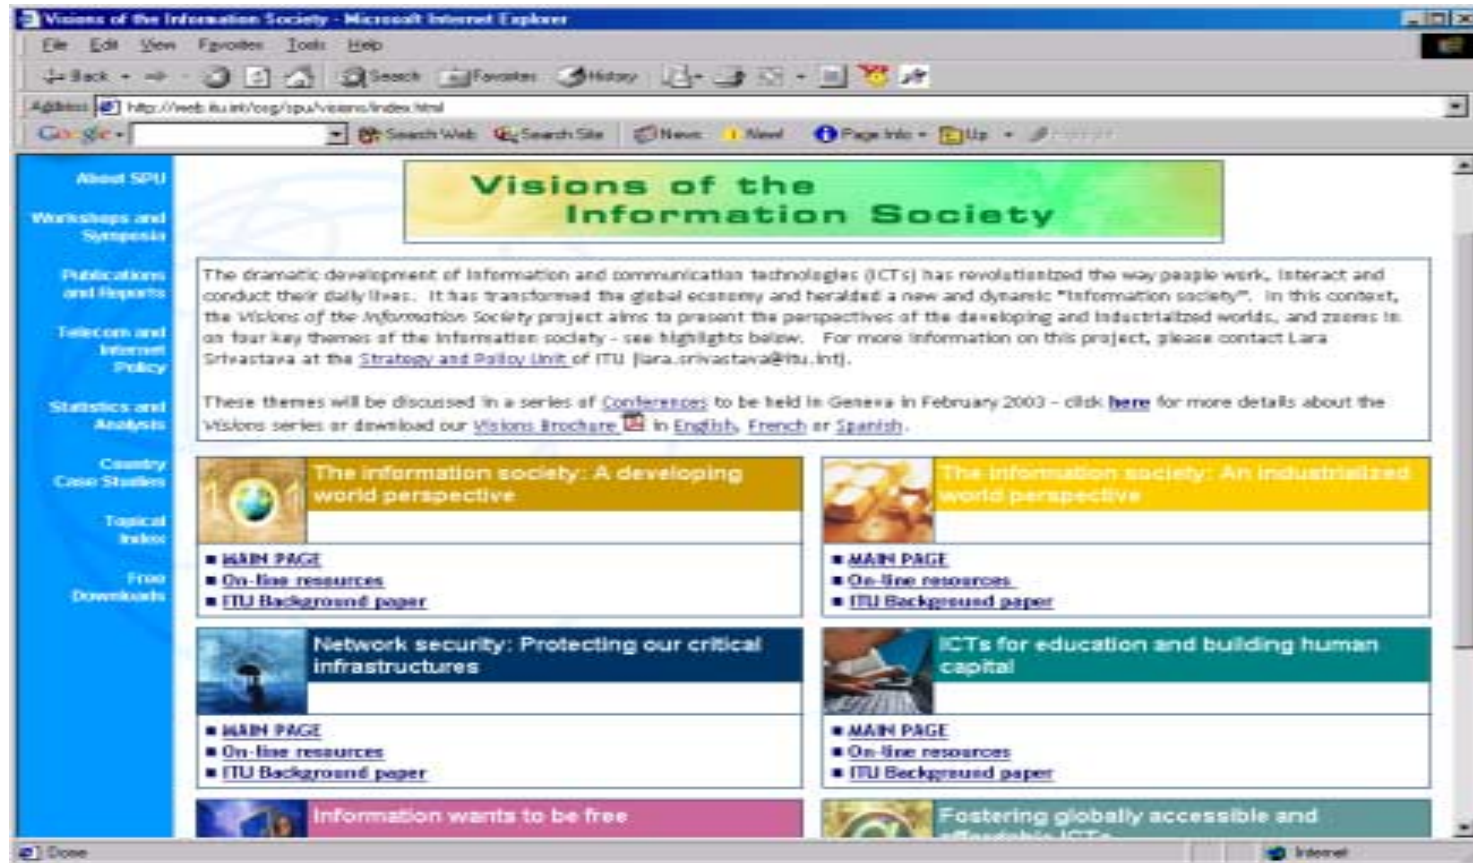 Visions of the Information Society - Microsoft Internet Explorer
File Edit View Favorites Tools Help
Back Search Favorites History
Address http://web.itu.int/osg/spu/visions/index.html
Google Search Web Search Site News New! Page Info Up
About SPU
Workshops and
Symposia
Publications
and Reports
Telecom and
Internet
Policy
Statistics and
Analysis
Country
Case Studies
Topical
Index
Free
Downloads
Visions of the
Information Society
The dramatic development of information and communication technologies (ICTs) has revolutionized the way people work, interact and
conduct their daily lives. It has transformed the global economy and heralded a new and dynamic "information society". In this context,
the Visions of the Information Society project aims to present the perspectives of the developing and industrialized worlds, and zooms in
on four key themes of the information society - see highlights below. For more information on this project, please contact Lara
Srivastava at the Strategy and Policy Unit of ITU [lara.srivastava@itu.int].
These themes will be discussed in a series of Conferences to be held in Geneva in February 2003 - click here for more details about the
Visions series or download our Visions Brochure in English, French or Spanish.
The information society: A developing
world perspective
MAIN PAGE
On-line resources
ITU Background paper
The information society: An industrialized
world perspective
MAIN PAGE
On-line resources
ITU Background paper
Network security: Protecting our critical
infrastructures
MAIN PAGE
On-line resources
ITU Background paper
ICTs for education and building human
capital
MAIN PAGE
On-line resources
ITU Background paper
Information wants to be free
Fostering globally accessible and
affordable ICTs
Done Internet